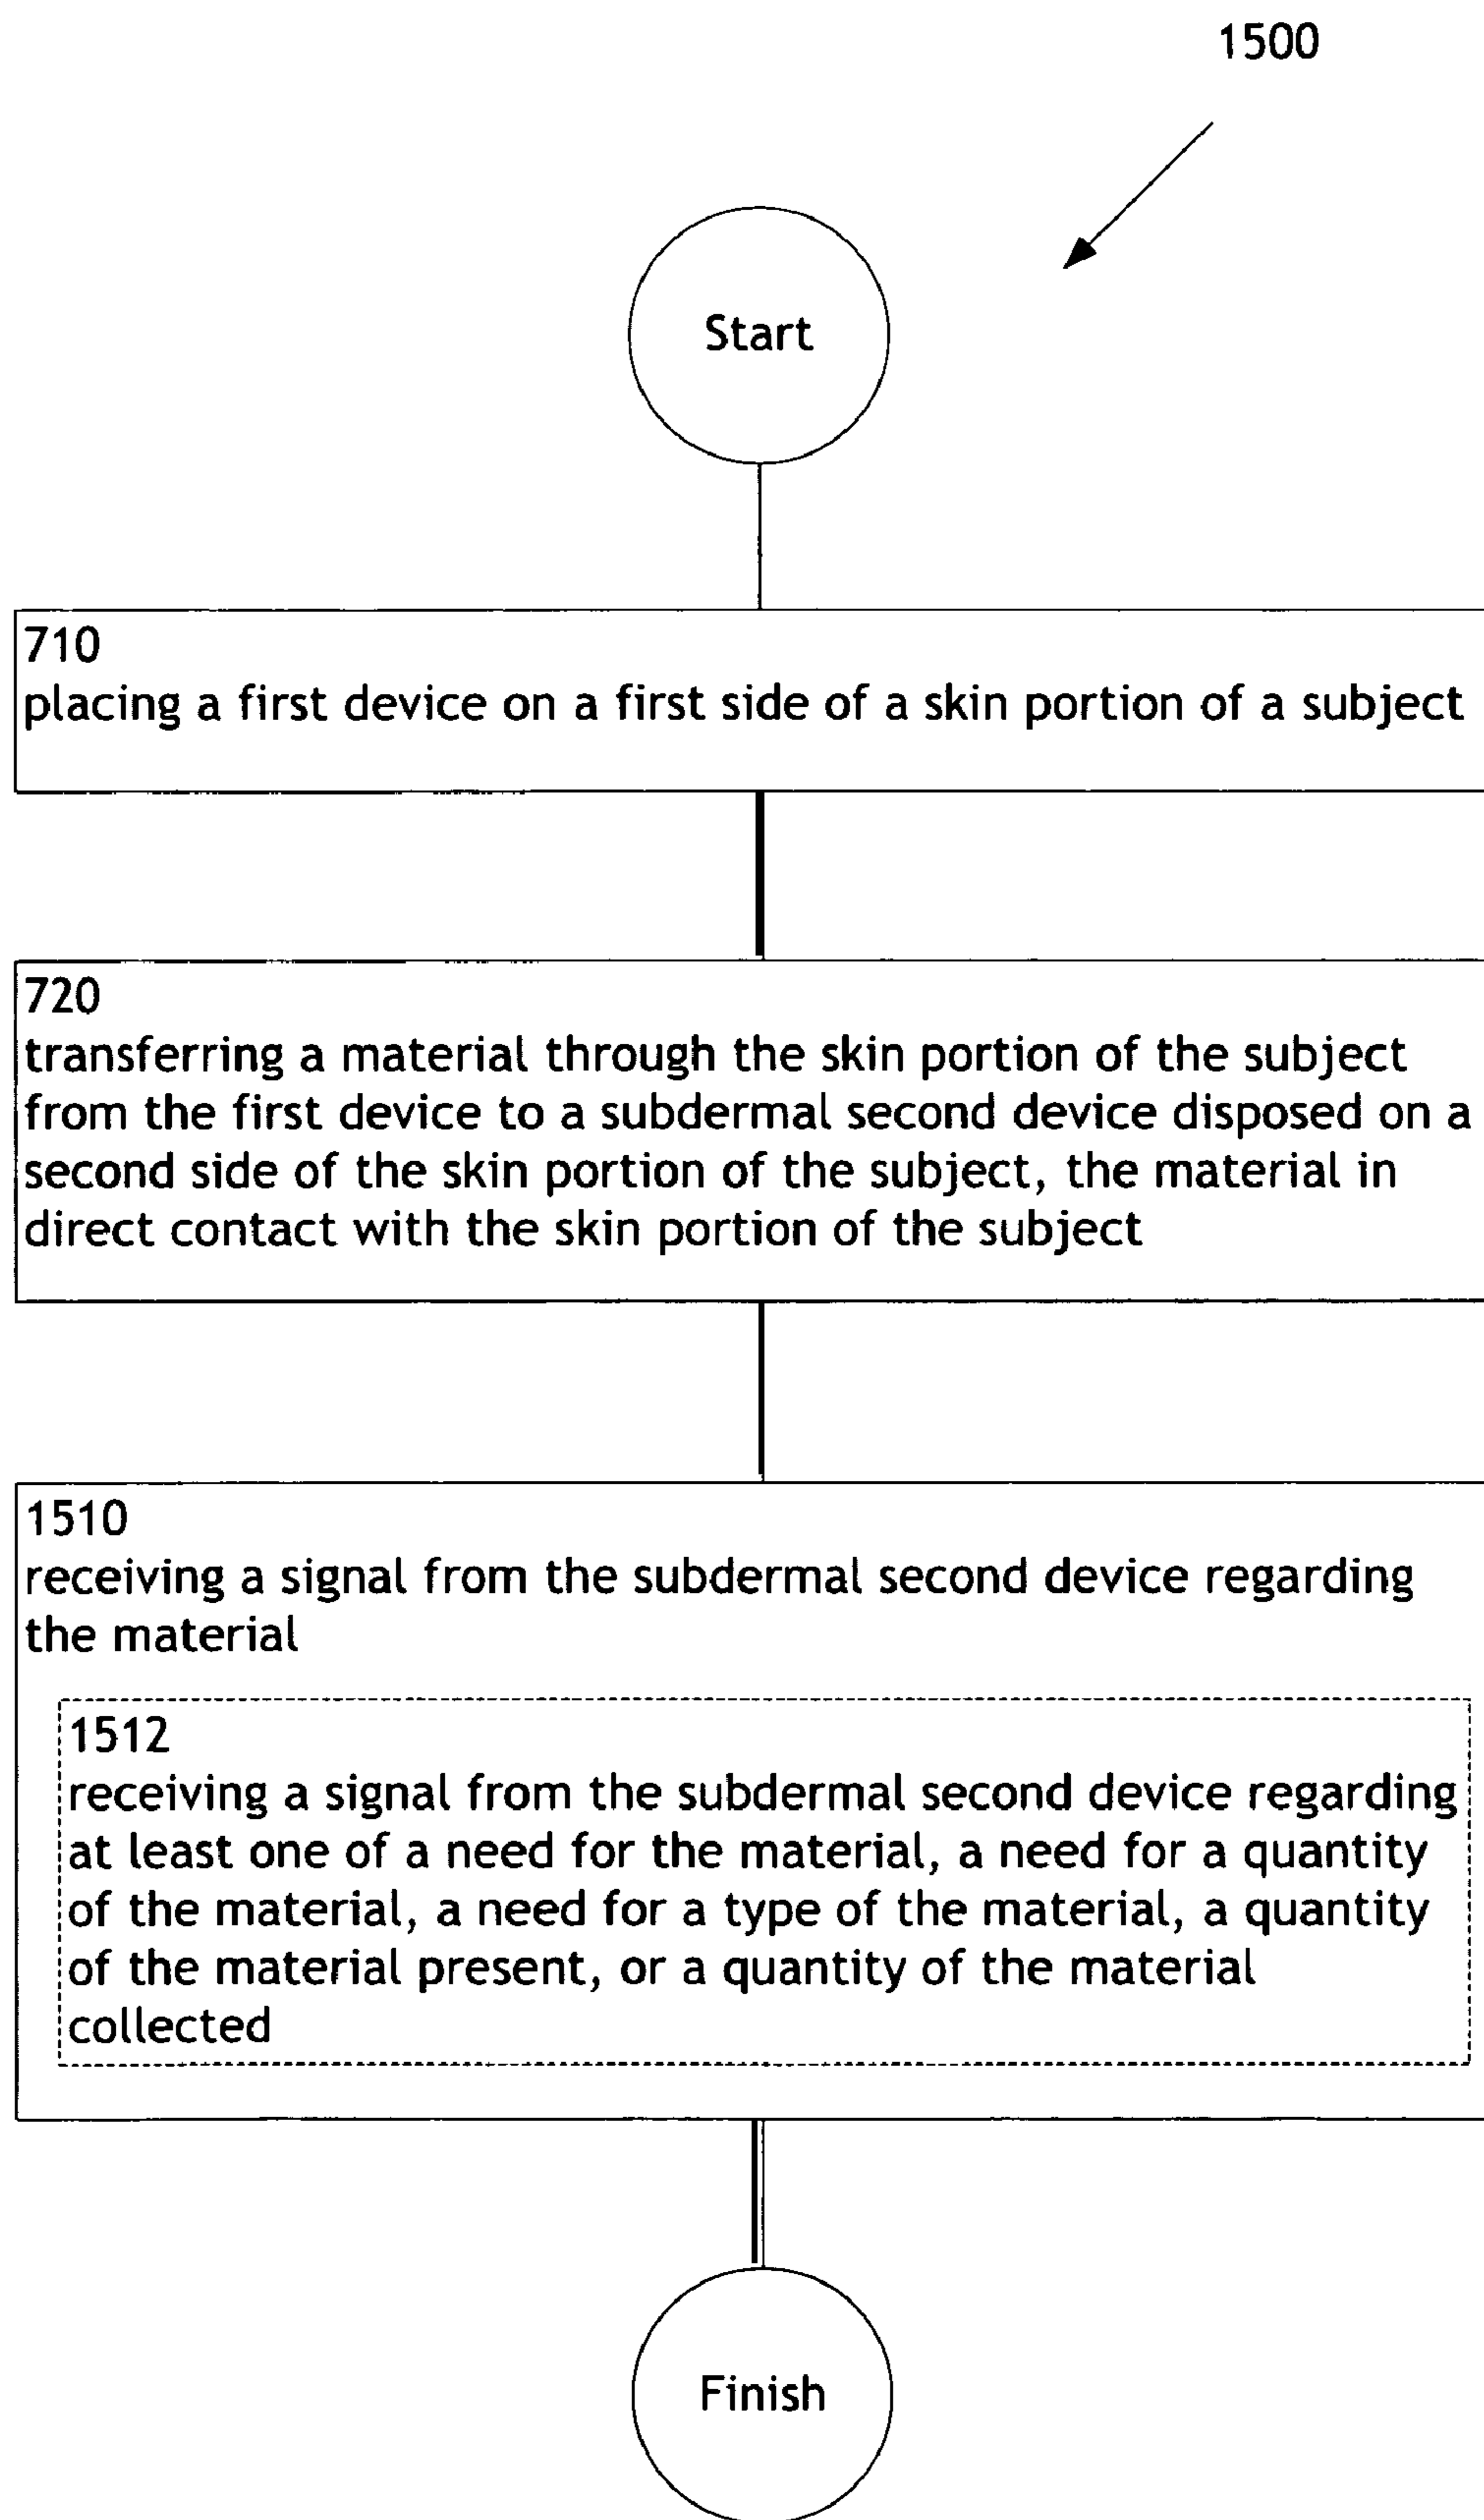 1500
Start
710
placing a first device on a first side of a skin portion of a subject
720
transferring a material through the skin portion of the subject
from the first device to a subdermal second device disposed on a
second side of the skin portion of the subject, the material in
direct contact with the skin portion of the subject
1510
receiving a signal from the subdermal second device regarding
the material
1512
receiving a signal from the subdermal second device regarding
at least one of a need for the material, a need for a quantity
of the material, a need for a type of the material, a quantity
of the material present, or a quantity of the material
collected
Finish